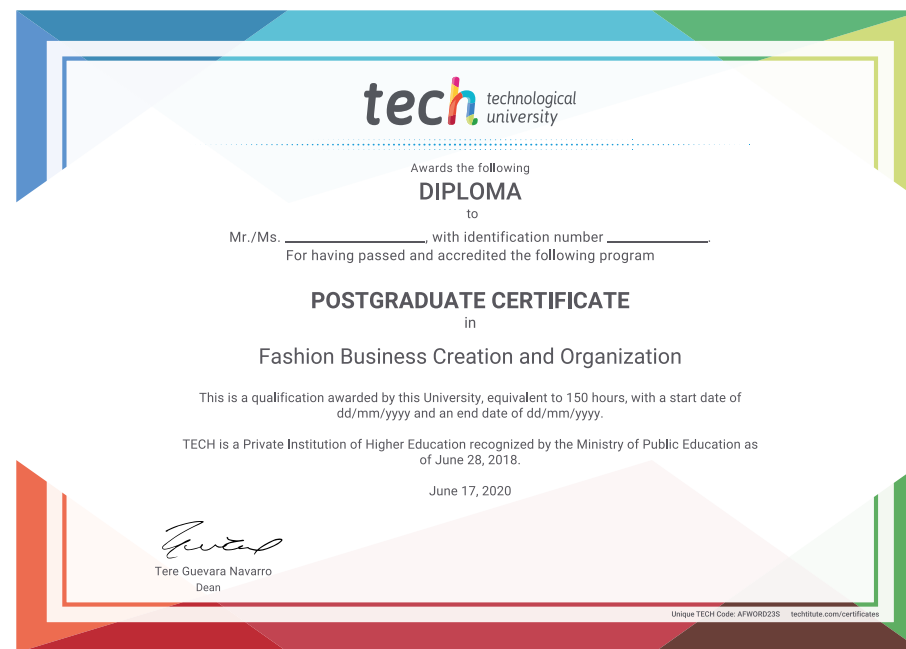 tech technological
university
Awards the following
DIPLOMA
to
Mr./Ms. ____________, with identification number ____________.
For having passed and accredited the following program
POSTGRADUATE CERTIFICATE
in
Fashion Business Creation and Organization
This is a qualification awarded by this University, equivalent to 150 hours, with a start date of
dd/mm/yyyy and an end date of dd/mm/yyyy.
TECH is a Private Institution of Higher Education recognized by the Ministry of Public Education as
of June 28, 2018.
June 17, 2020
Tere Guevara Navarro
Dean
Unique TECH Code: AFWORD23S techtitute.com/certificates